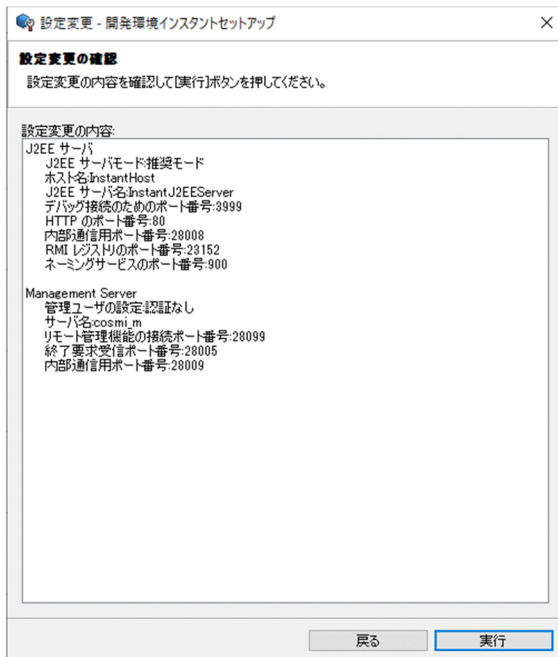 設定変更 - 開発環境インスタントセットアップ
設定変更の確認
設定変更の内容を確認して[実行]ボタンを押してください。
設定変更の内容:
J2EE サーバ
J2EE サーバモード:推奨モード
ホスト名:InstantHost
J2EE サーバ名:InstantJ2EEServer
デバッグ接続のためのポート番号:3999
HTTP のポート番号:80
内部通信用ポート番号:28008
RMI レジストリのポート番号:23152
ネーミングサービスのポート番号:900
Management Server
管理ユーザの設定:認証なし
サーバ名:cosmi_m
リモート管理機能の接続ポート番号:28099
終了要求受信ポート番号:28005
内部通信用ポート番号:28009
戻る
実行